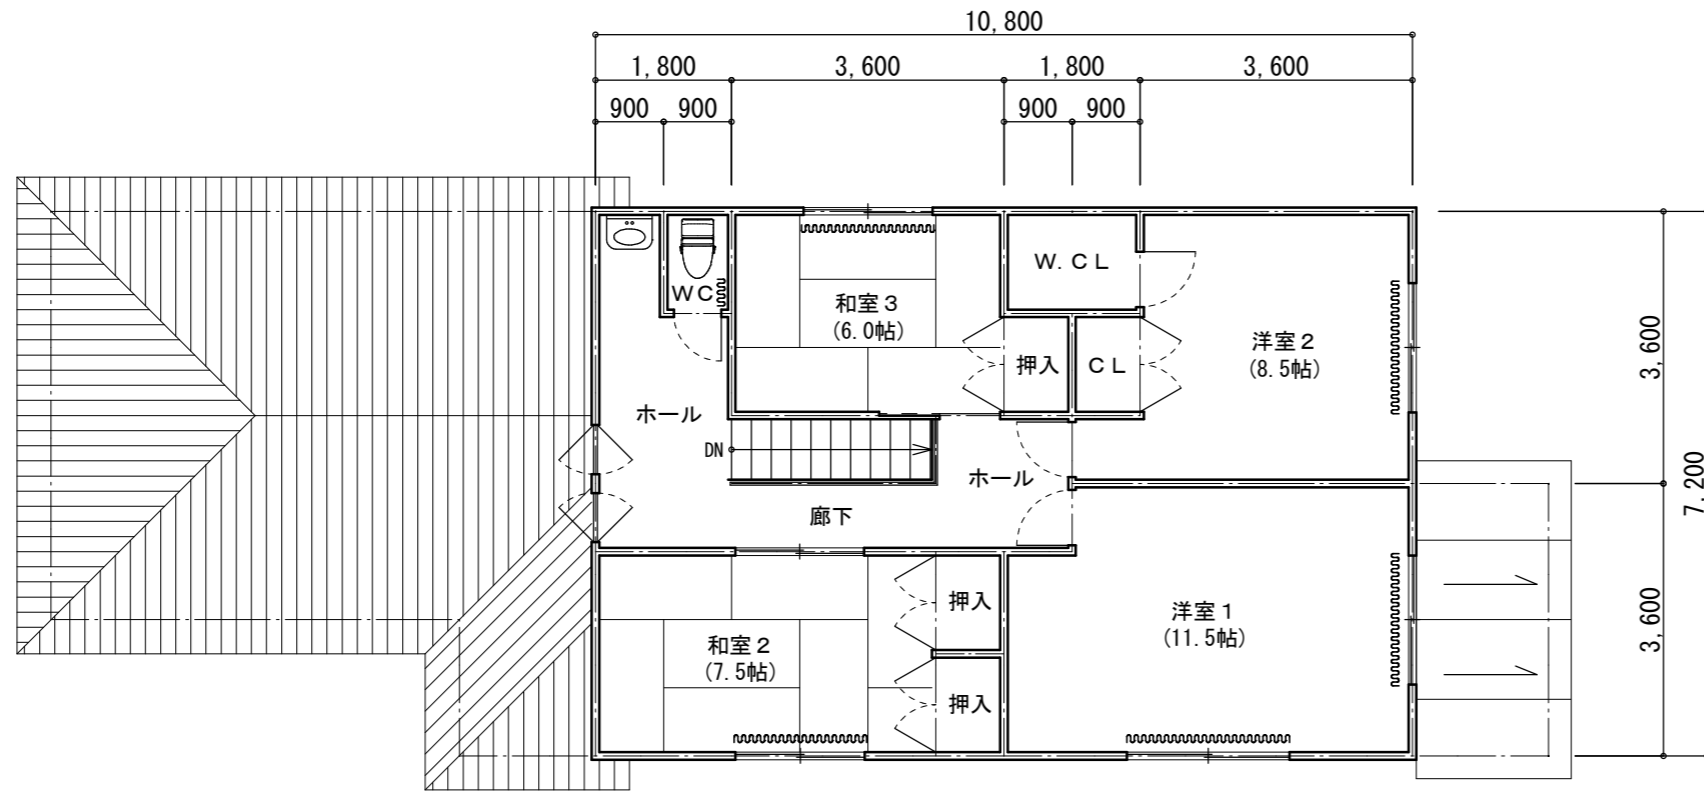 10,800
1,800 3,600 1,800 3,600
900 900 900 900
WC
和室3
(6.0帖)
W.CL
押入
CL
洋室2
(8.5帖)
3,600
ホール
DN
ホール
廊下
7,200
押入
和室2
(7.5帖)
押入
洋室1
(11.5帖)
3,600